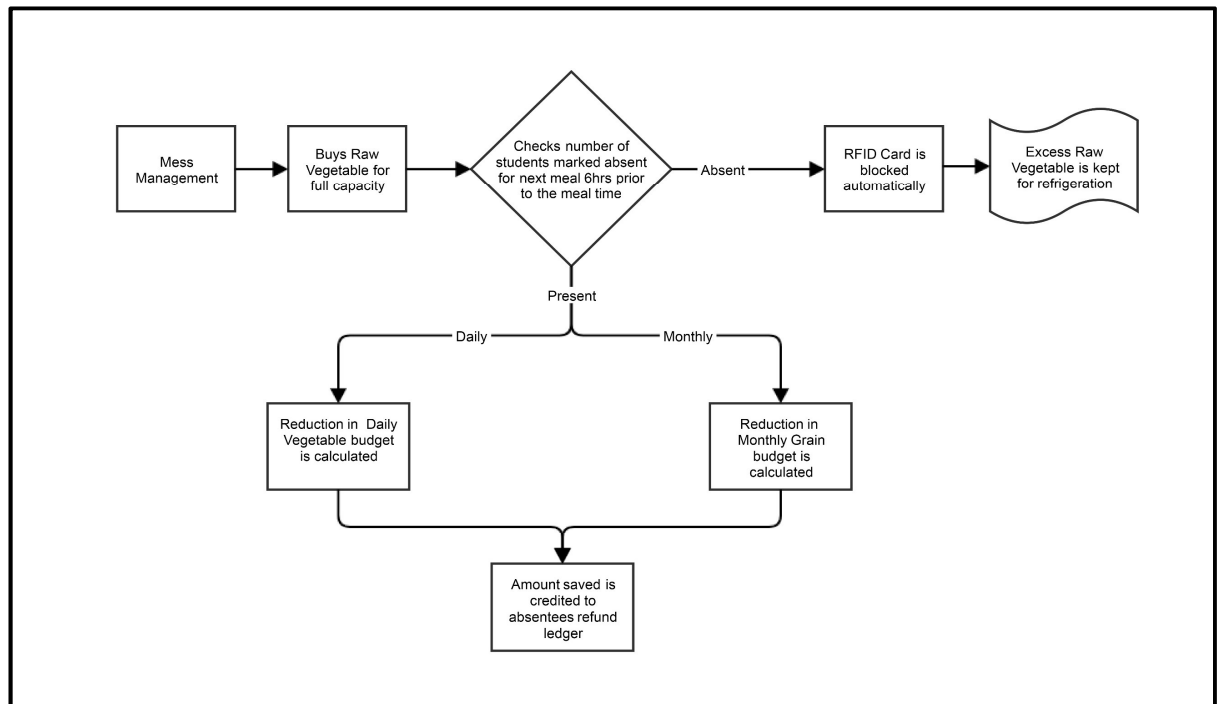 Mess
Management
Buys Raw
Vegetable for
full capacity
Checks number of
students marked absent
for next meal 6hrs prior
to the meal time
Absent
RFID Card is
blocked
automatically
Excess Raw
Vegetable is kept
for refrigeration
Present
Daily
Monthly
Reduction in Daily
Vegetable budget
is calculated
Reduction in
Monthly Grain
budget is
calculated
Amount saved is
credited to
absentees refund
ledger